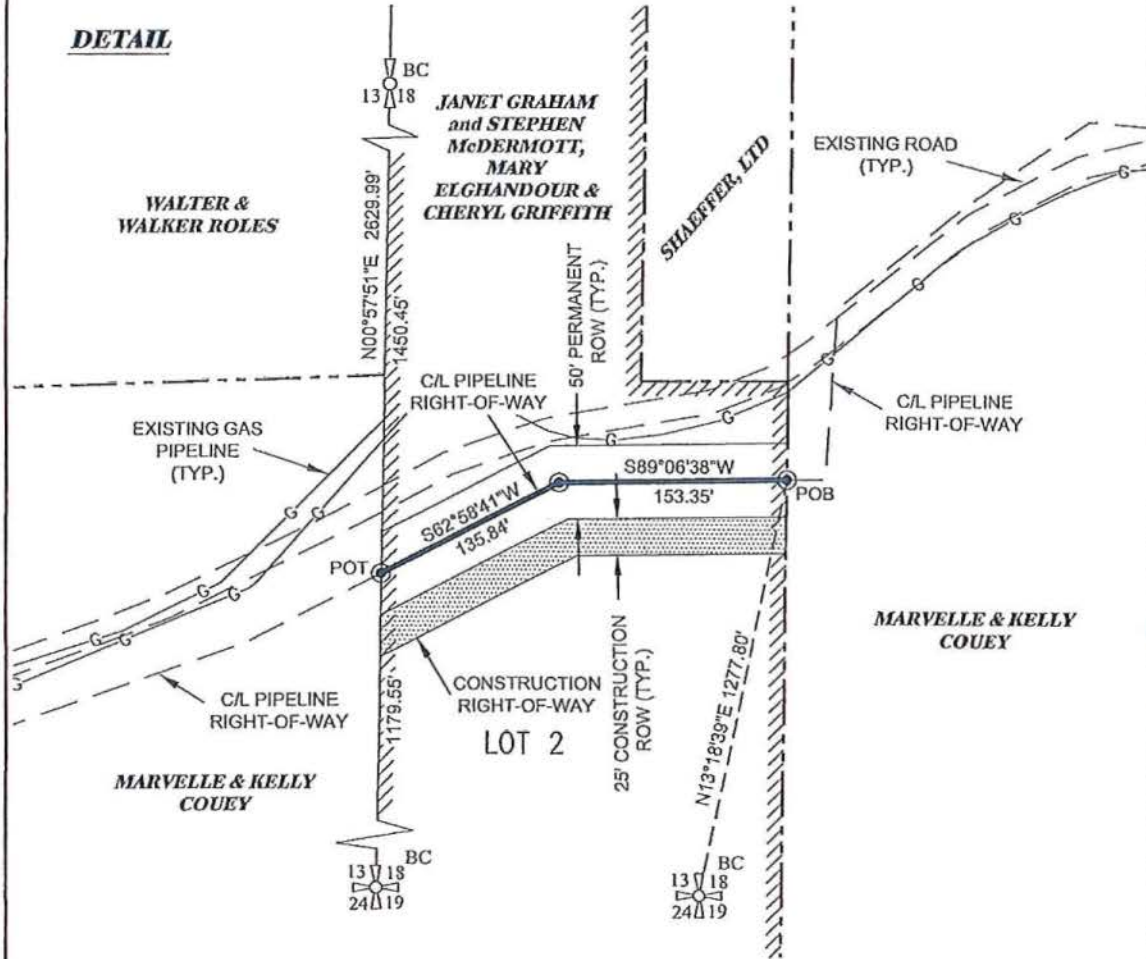 DETAIL
BC
13 18
JANET GRAHAM
and STEPHEN
McDERMOTT,
MARY
ELGHANDOUR &
CHERYL GRIFFITH
WALTER &
WALKER ROLES
SHAEFFER, LTD
EXISTING ROAD
(TYP.)
N00°57'51"E 2629.99'
1450.45'
50' PERMANENT
ROW (TYP.)
C/L PIPELINE
RIGHT-OF-WAY
C/L PIPELINE
RIGHT-OF-WAY
EXISTING GAS
PIPELINE
(TYP.)
G
G
G
G
G
G
G
G
G
G
G
G
G
S89°06'38"W
153.35'
POB
S62°58'41"W
135.84'
POT
MARVELLE & KELLY
COUEY
C/L PIPELINE
RIGHT-OF-WAY
1179.55'
CONSTRUCTION
RIGHT-OF-WAY
LOT 2
25' CONSTRUCTION
ROW (TYP.)
N13°18'39"E 1277.80'
MARVELLE & KELLY
COUEY
BC
13 18
24 19
BC
13 18
24 19